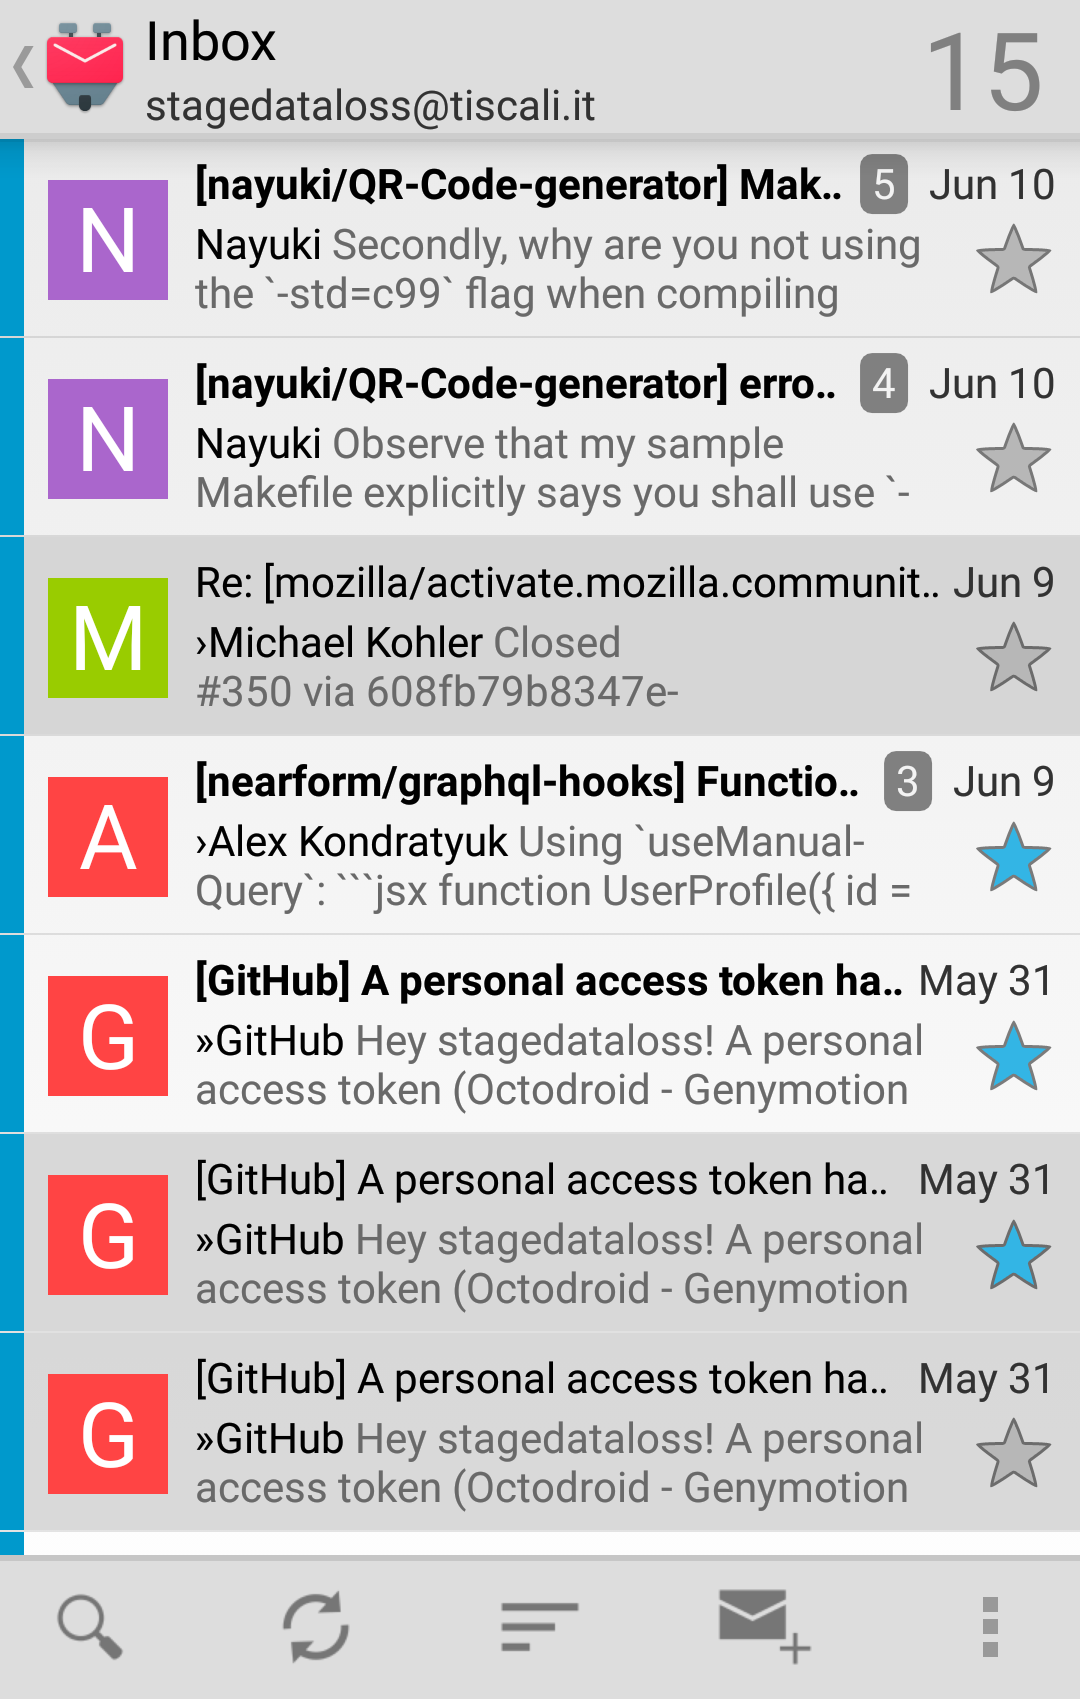 Inbox
15
stagedataloss@tiscali.it
N
[nayuki/QR-Code-generator] Mak.. 5 Jun 10
Nayuki Secondly, why are you not using
the `-std=c99` flag when compiling
N
[nayuki/QR-Code-generator] erro.. 4 Jun 10
Nayuki Observe that my sample
Makefile explicitly says you shall use `-
M
Re: [mozilla/activate.mozilla.communit.. Jun 9
›Michael Kohler Closed
#350 via 608fb79b8347e-
A
[nearform/graphql-hooks] Functio.. 3 Jun 9
›Alex Kondratyuk Using `useManual-
Query`: ```jsx function UserProfile({ id =
G
[GitHub] A personal access token ha.. May 31
»GitHub Hey stagedataloss! A personal
access token (Octodroid - Genymotion
G
[GitHub] A personal access token ha.. May 31
»GitHub Hey stagedataloss! A personal
access token (Octodroid - Genymotion
G
[GitHub] A personal access token ha.. May 31
»GitHub Hey stagedataloss! A personal
access token (Octodroid - Genymotion